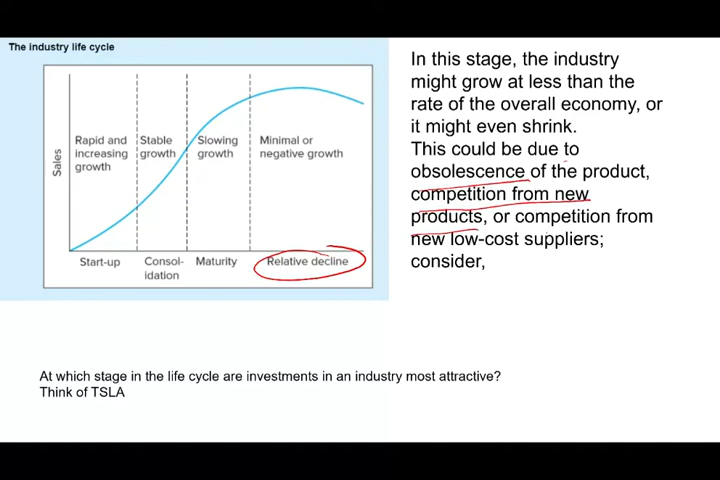 The industry life cycle
In this stage, the industry
might grow at less than the
rate of the overall economy, or
it might even shrink.
This could be due to
obsolescence of the product,
competition from new
products, or competition from
new low-cost suppliers;
consider,
Sales
Rapid and
increasing
growth
Stable
growth
Slowing
growth
Minimal or
negative growth
Start-up
Consol-
idation
Maturity
Relative decline
At which stage in the life cycle are investments in an industry most attractive?
Think of TSLA